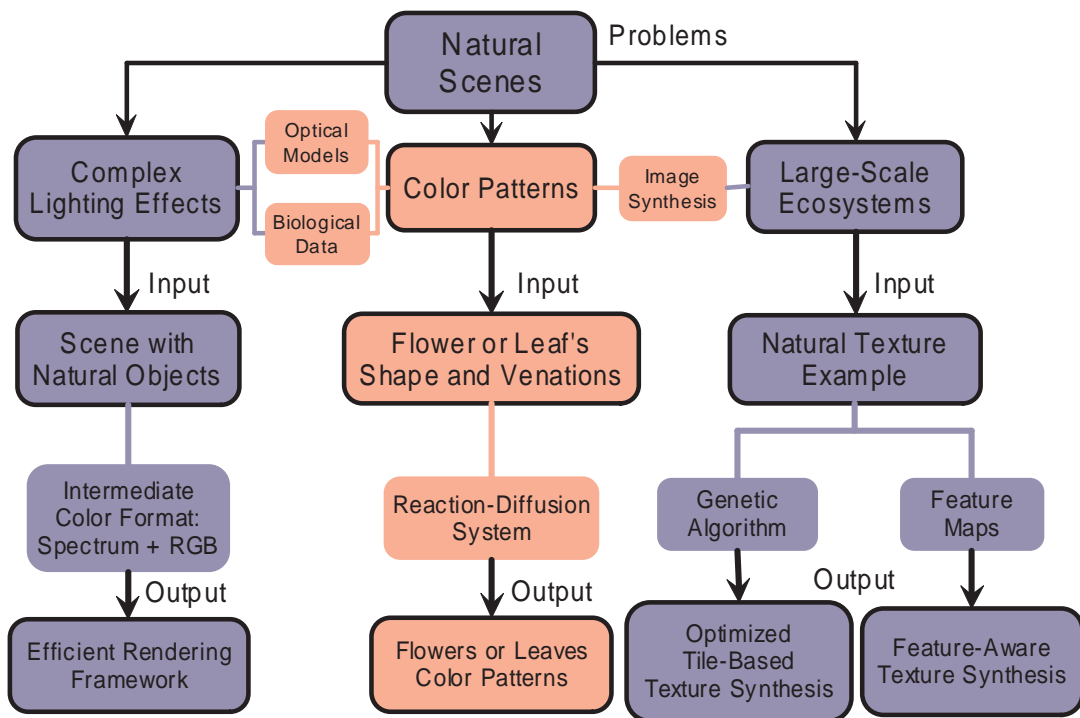 Natural
Scenes
Problems
Complex
Lighting Effects
Optical
Models
Biological
Data
Color Patterns
Image
Synthesis
Large-Scale
Ecosystems
Input
Input
Input
Scene with
Natural Objects
Flower or Leaf's
Shape and Venations
Natural Texture
Example
Intermediate
Color Format:
Spectrum + RGB
Reaction-Diffusion
System
Genetic
Algorithm
Feature
Maps
Output
Output
Output
Efficient Rendering
Framework
Flowers or Leaves
Color Patterns
Optimized
Tile-Based
Texture Synthesis
Feature-Aware
Texture Synthesis